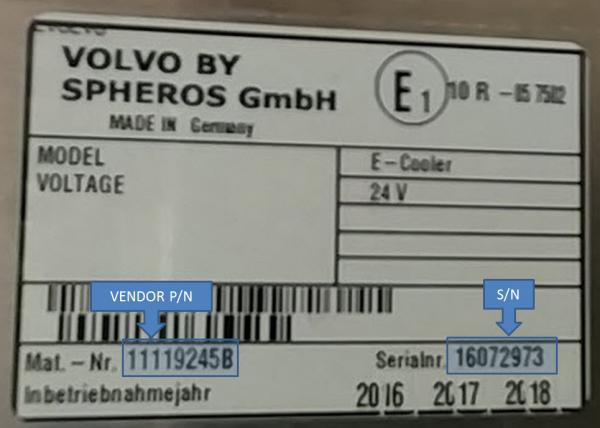 VOLVO BY
SPHEROS GmbH
MADE IN Germany
E1 10 R - 05 7502
MODEL E-Cooler
VOLTAGE 24 V
VENDOR P/N S/N
Mat. - Nr. 11119245B Serialnr. 16072973
Inbetriebnahmejahr 2016 2017 2018